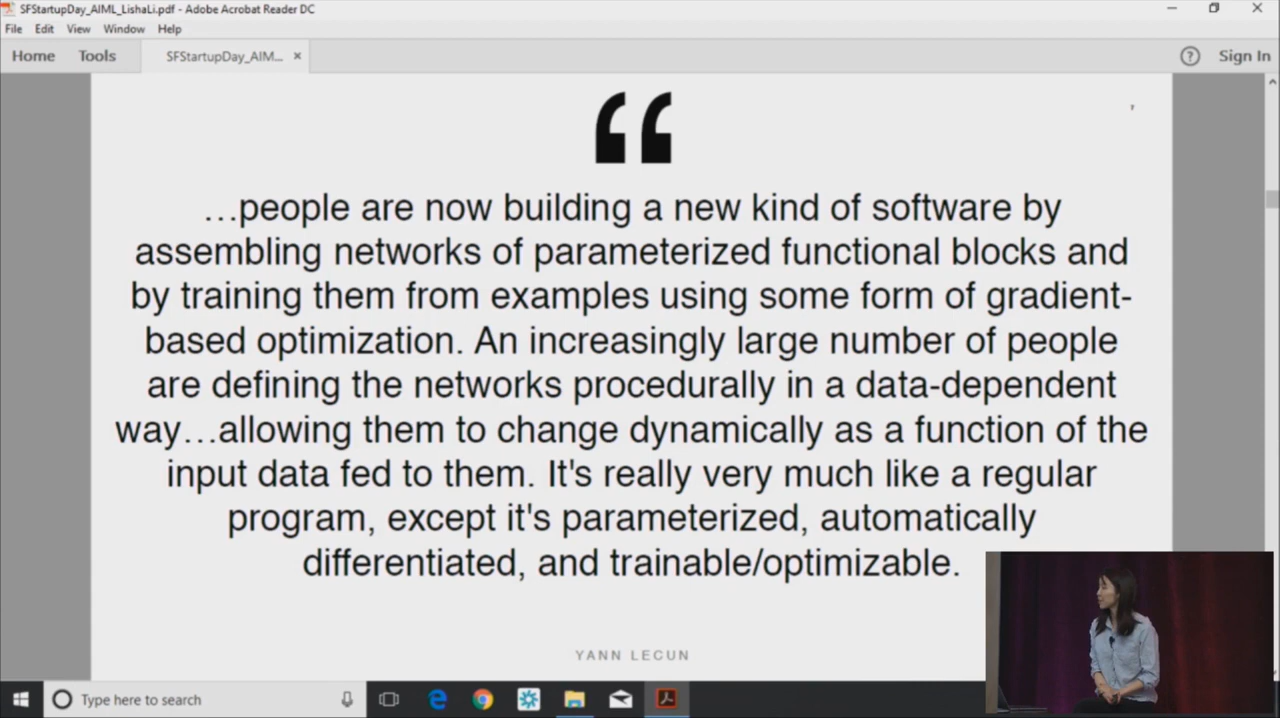 SFStartupDay_AIML_LishaLi.pdf - Adobe Acrobat Reader DC
File Edit View Window Help
Home Tools SFStartupDay_AIM... × ? Sign In
“
…people are now building a new kind of software by
assembling networks of parameterized functional blocks and
by training them from examples using some form of gradient-
based optimization. An increasingly large number of people
are defining the networks procedurally in a data-dependent
way…allowing them to change dynamically as a function of the
input data fed to them. It's really very much like a regular
program, except it's parameterized, automatically
differentiated, and trainable/optimizable.
YANN LECUN
Type here to search